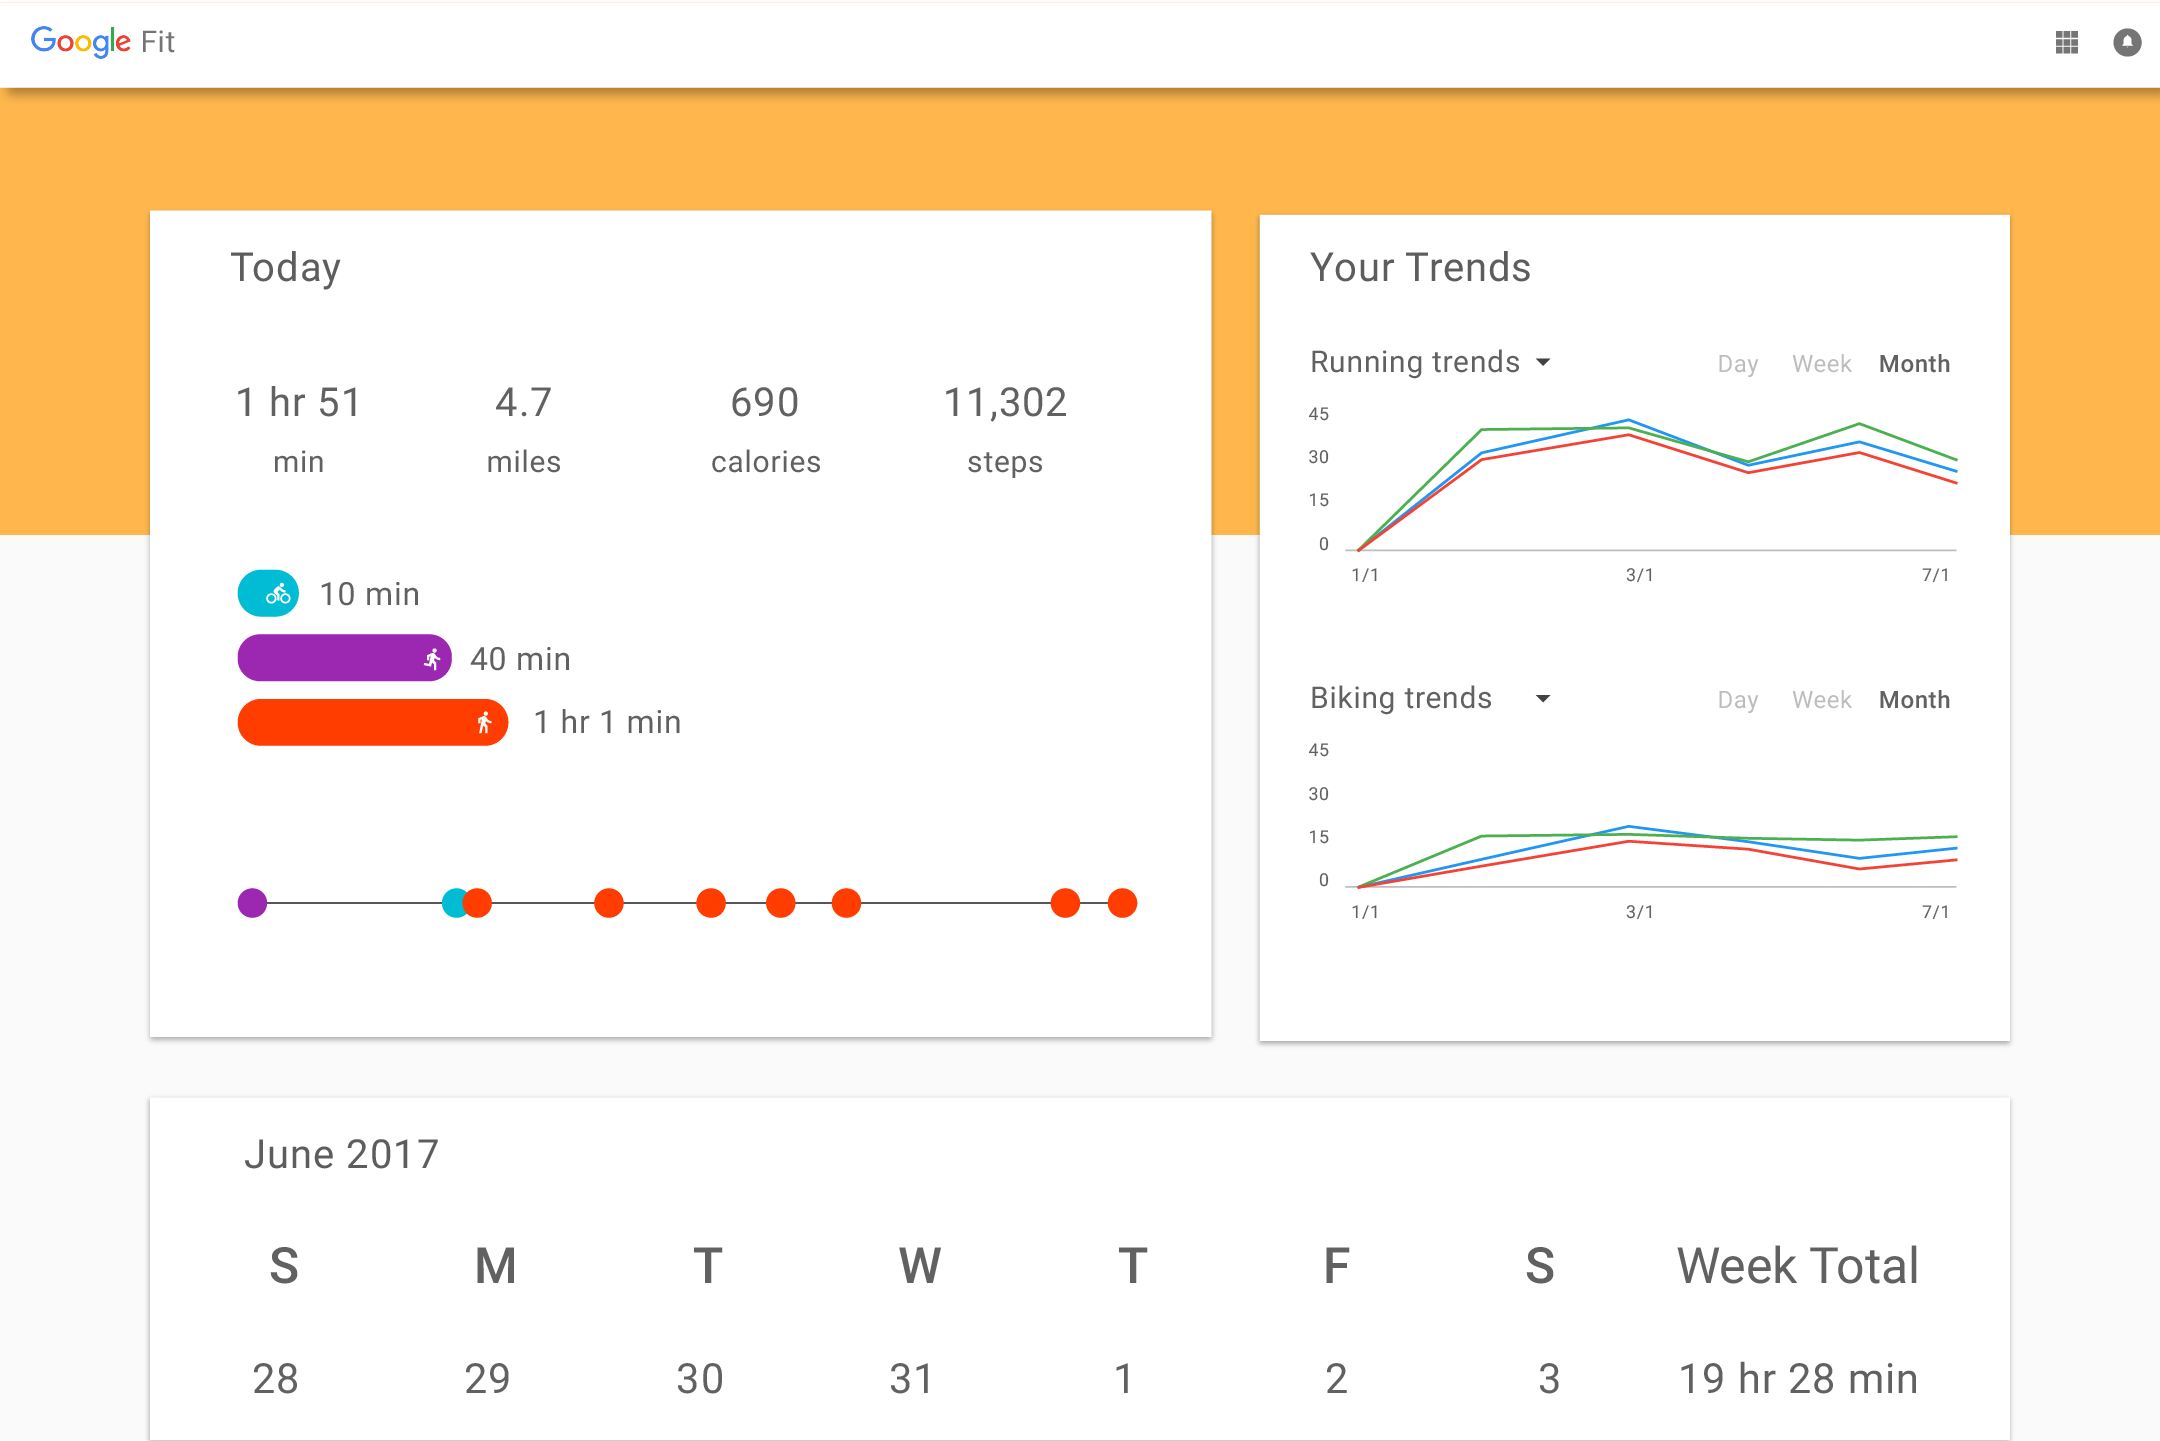 Google Fit
Today
1 hr 51 4.7 690 11,302
min miles calories steps
10 min
40 min
1 hr 1 min
Your Trends
Running trends Day Week Month
45
30
15
0
1/1 3/1 7/1
Biking trends Day Week Month
45
30
15
0
1/1 3/1 7/1
June 2017
S M T W T F S Week Total
28 29 30 31 1 2 3 19 hr 28 min